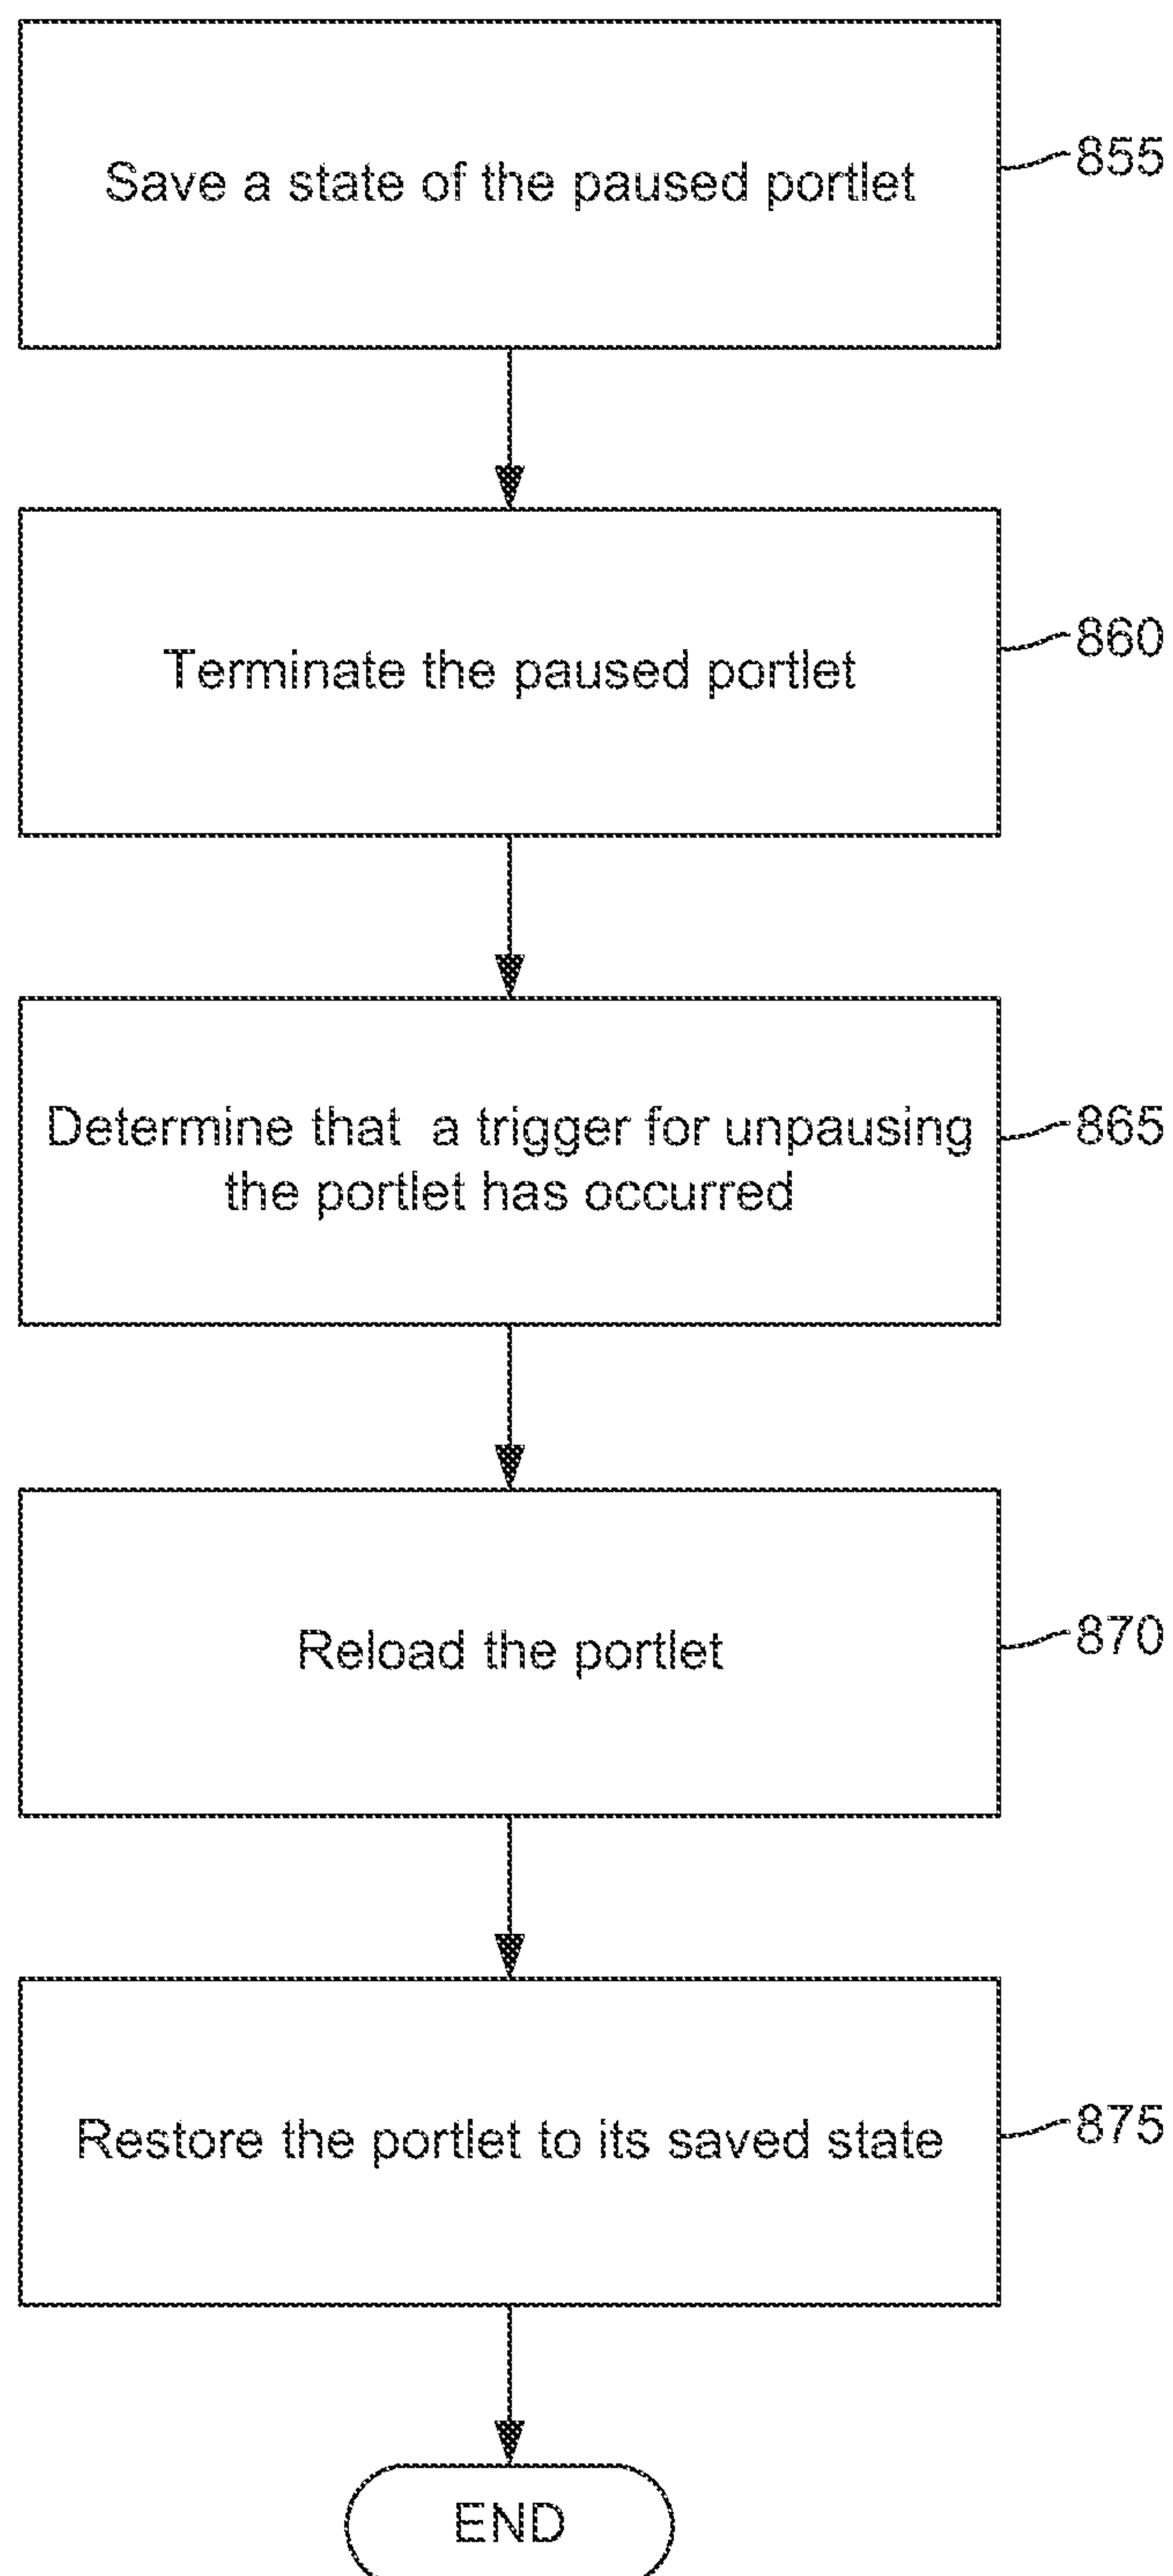 Save a state of the paused portlet
855
Terminate the paused portlet
860
Determine that a trigger for unpausing
the portlet has occurred
865
Reload the portlet
870
Restore the portlet to its saved state
875
END